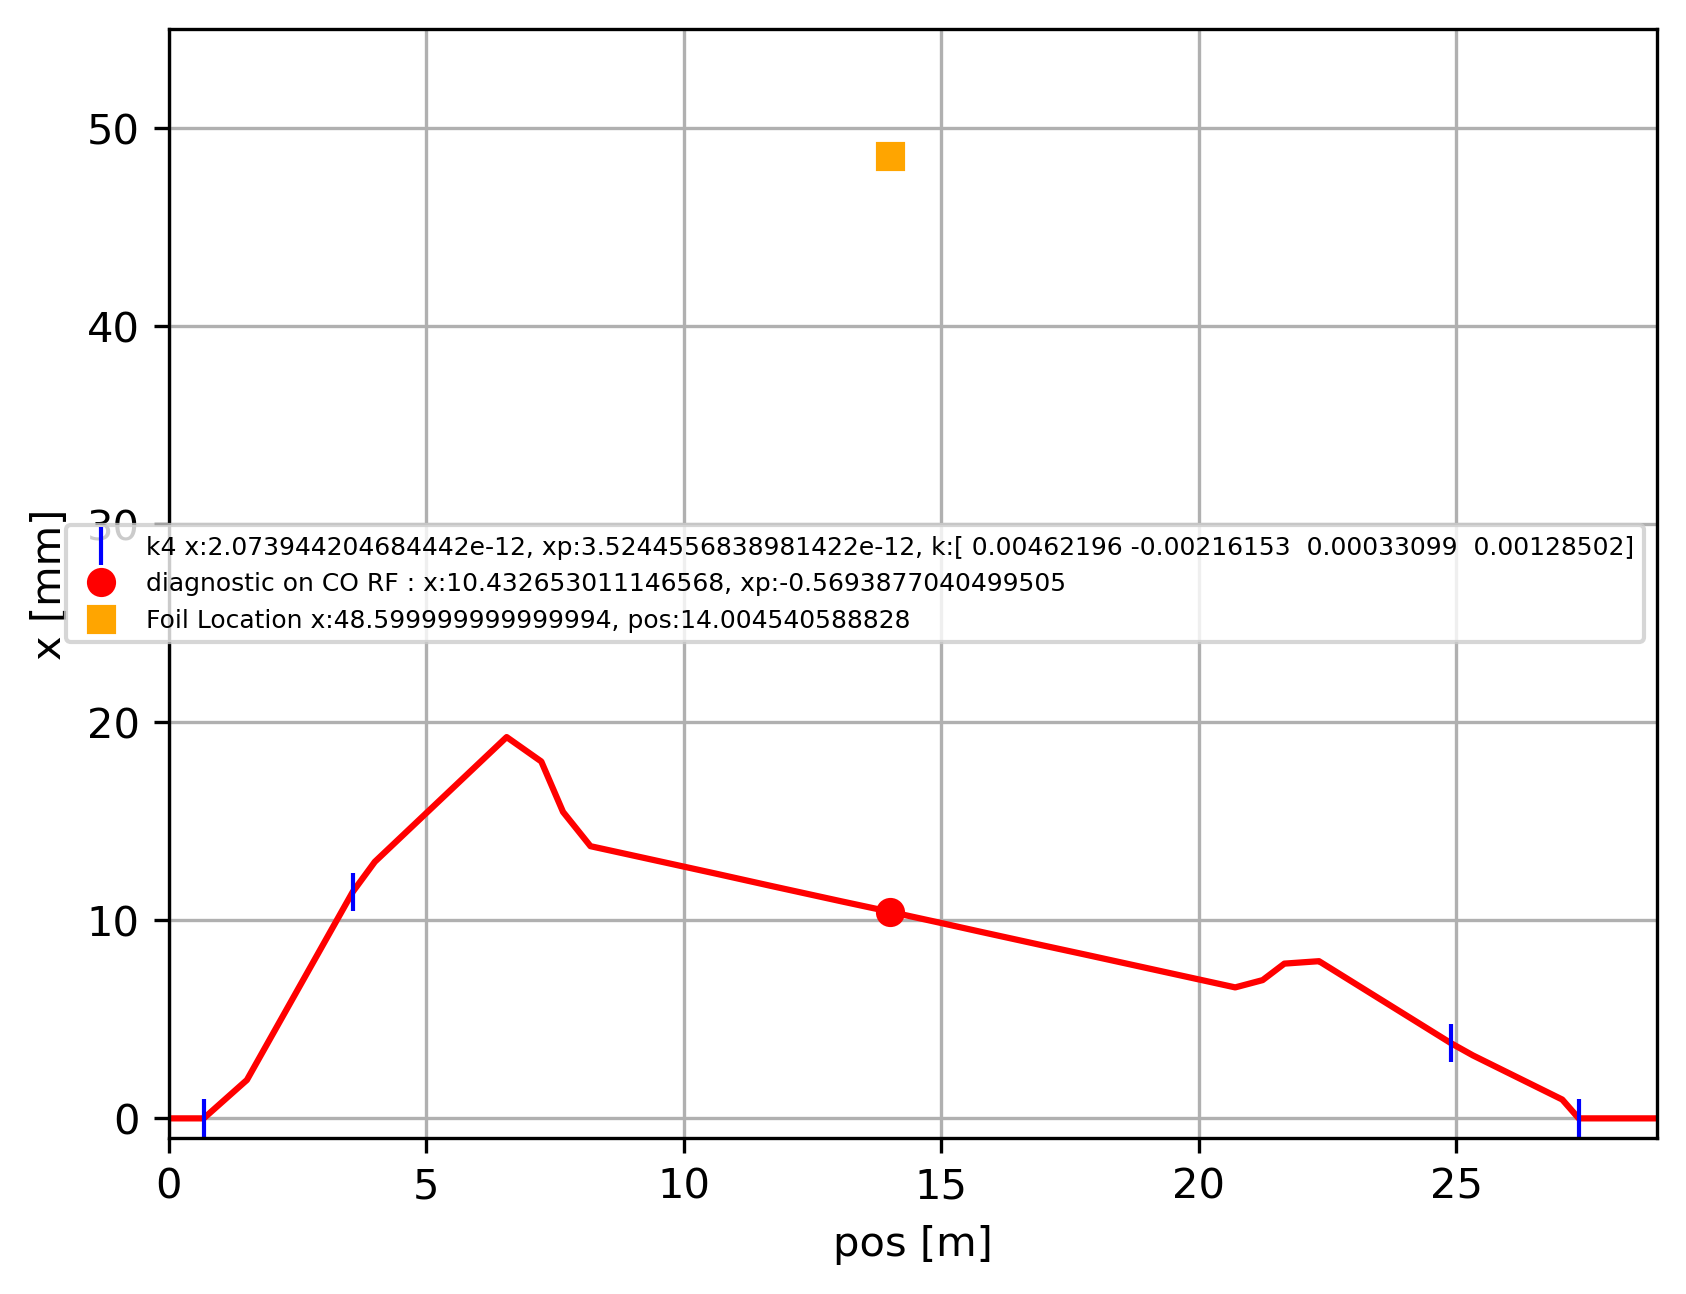 50
40
30
20
10
0
x [mm]
k4 x:2.073944204684442e-12, xp:3.5244556838981422e-12, k:[ 0.00462196 -0.00216153  0.00033099  0.00128502]
diagnostic on CO RF : x:10.432653011146568, xp:-0.5693877040499505
Foil Location x:48.599999999999994, pos:14.004540588828
0 5 10 15 20 25
pos [m]